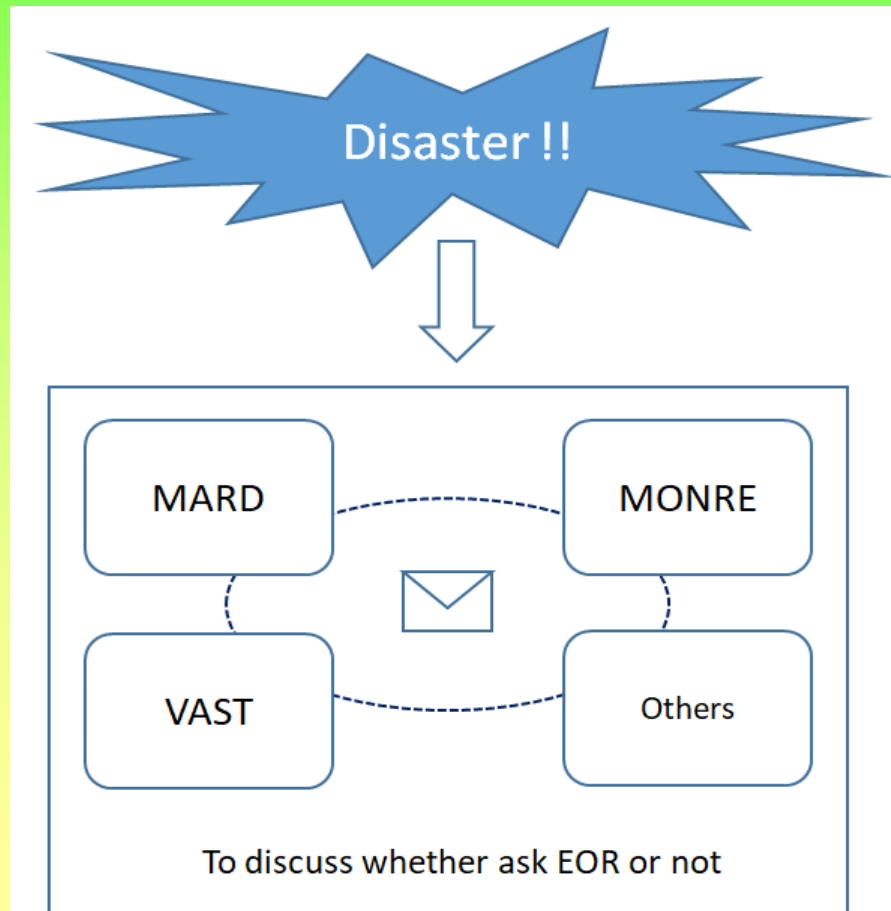 Disaster !!
MARD
MONRE
VAST
Others
To discuss whether ask EOR or not